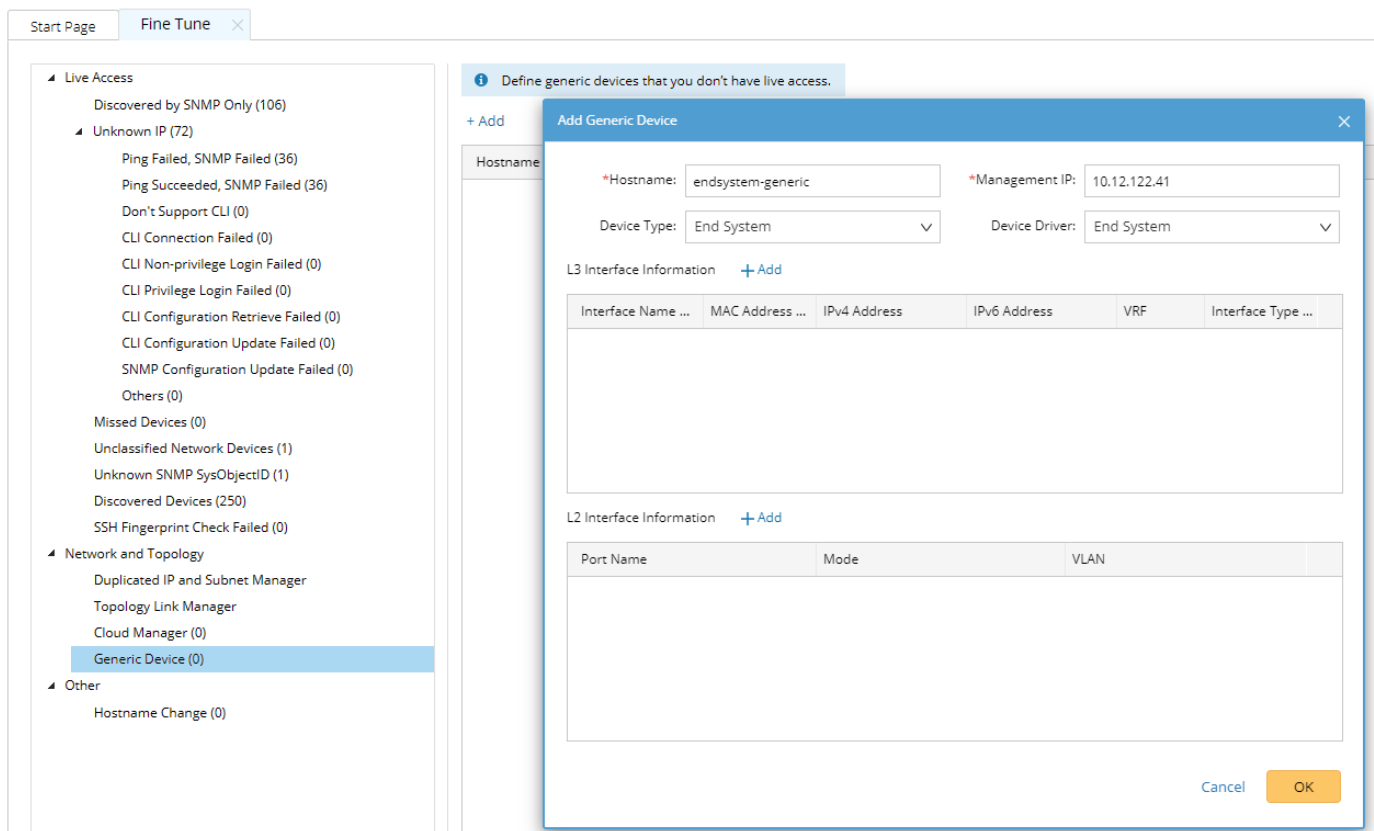 Start Page
Fine Tune
Live Access
Discovered by SNMP Only (106)
Unknown IP (72)
Ping Failed, SNMP Failed (36)
Ping Succeeded, SNMP Failed (36)
Don't Support CLI (0)
CLI Connection Failed (0)
CLI Non-privilege Login Failed (0)
CLI Privilege Login Failed (0)
CLI Configuration Retrieve Failed (0)
CLI Configuration Update Failed (0)
SNMP Configuration Update Failed (0)
Others (0)
Missed Devices (0)
Unclassified Network Devices (1)
Unknown SNMP SysObjectID (1)
Discovered Devices (250)
SSH Fingerprint Check Failed (0)
Network and Topology
Duplicated IP and Subnet Manager
Topology Link Manager
Cloud Manager (0)
Generic Device (0)
Other
Hostname Change (0)
Define generic devices that you don't have live access.
+ Add
Hostname
Add Generic Device
*Hostname: endsystem-generic *Management IP: 10.12.122.41
Device Type: End System Device Driver: End System
L3 Interface Information + Add
Interface Name ... MAC Address ... IPv4 Address IPv6 Address VRF Interface Type ...
L2 Interface Information + Add
Port Name Mode VLAN
Cancel OK